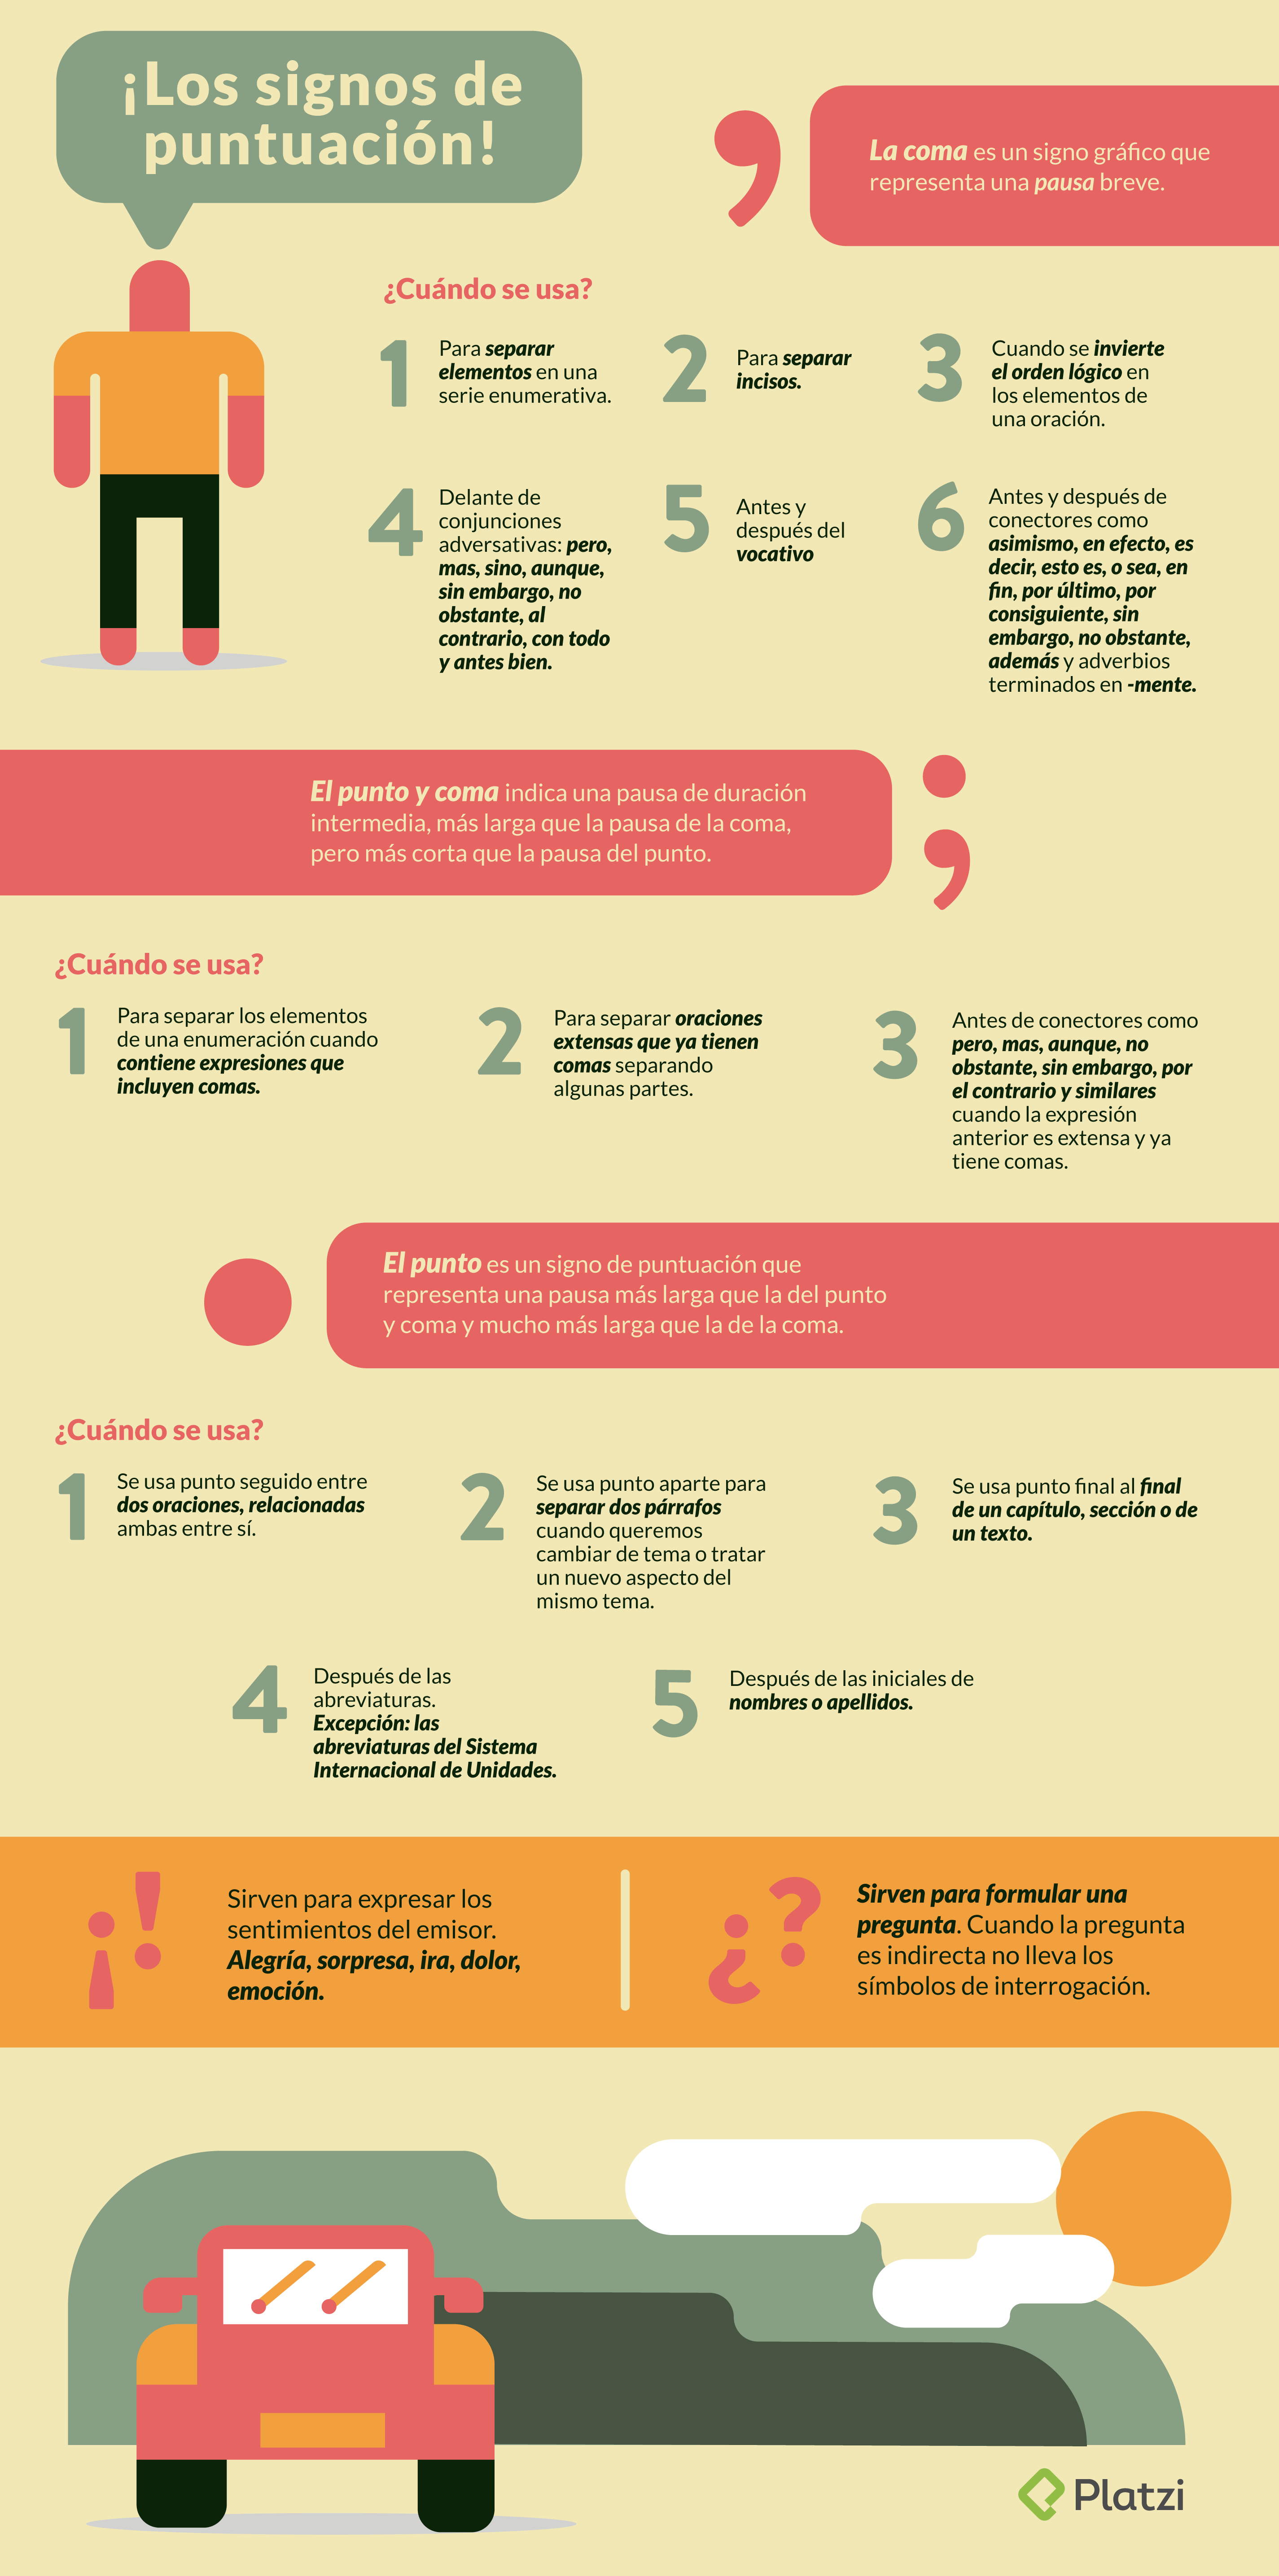 ¡Los signos de
puntuación!
La coma es un signo gráfico que
representa una pausa breve.
¿Cuándo se usa?
1
Para separar
elementos en una
serie enumerativa.
2
Para separar
incisos.
3
Cuando se invierte
el orden lógico en
los elementos de
una oración.
4
Delante de
conjunciones
adversativas: pero,
mas, sino, aunque,
sin embargo, no
obstante, al
contrario, con todo
y antes bien.
5
Antes y
después del
vocativo
6
Antes y después de
conectores como
asimismo, en efecto, es
decir, esto es, o sea, en
fin, por último, por
consiguiente, sin
embargo, no obstante,
además y adverbios
terminados en -mente.
El punto y coma indica una pausa de duración
intermedia, más larga que la pausa de la coma,
pero más corta que la pausa del punto.
;
¿Cuándo se usa?
1
Para separar los elementos
de una enumeración cuando
contiene expresiones que
incluyen comas.
2
Para separar oraciones
extensas que ya tienen
comas separando
algunas partes.
3
Antes de conectores como
pero, mas, aunque, no
obstante, sin embargo, por
el contrario y similares
cuando la expresión
anterior es extensa y ya
tiene comas.
El punto es un signo de puntuación que
representa una pausa más larga que la del punto
y coma y mucho más larga que la de la coma.
¿Cuándo se usa?
1
Se usa punto seguido entre
dos oraciones, relacionadas
ambas entre sí.
2
Se usa punto aparte para
separar dos párrafos
cuando queremos
cambiar de tema o tratar
un nuevo aspecto del
mismo tema.
3
Se usa punto final al final
de un capítulo, sección o de
un texto.
4
Después de las
abreviaturas.
Excepción: las
abreviaturas del Sistema
Internacional de Unidades.
5
Después de las iniciales de
nombres o apellidos.
¡!
Sirven para expresar los
sentimientos del emisor.
Alegría, sorpresa, ira, dolor,
emoción.
¿?
Sirven para formular una
pregunta. Cuando la pregunta
es indirecta no lleva los
símbolos de interrogación.
Platzi